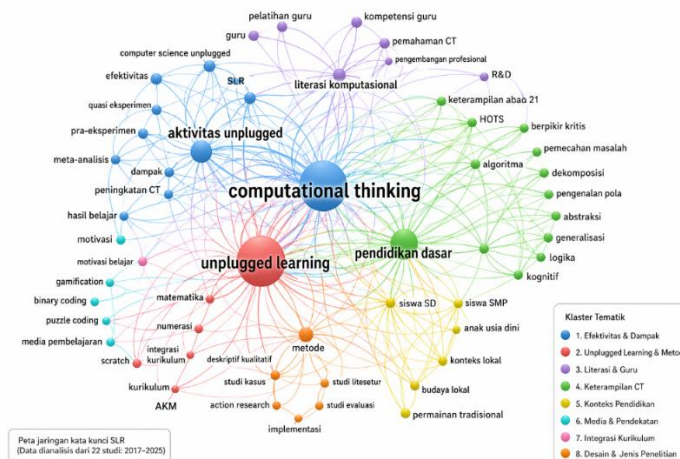 pelatihan guru
kompetensi guru
guru
pemahaman CT
computer science unplugged
pengembangan profesional
efektivitas
SLR
literasi komputasional
R&D
quasi eksperimen
keterampilan abao 21
HOTS
pra-eksperimen
aktivitas unplugged
berpikir kritis
pemecahan masalah
meta-analisis
algoritma
dekomposisi
dampak
computational thinking
pengenalan pola
peningkatan CT
hasil belajar
abstraksi
motivasi
pendidikan dasar
generalisasi
unplugged learning
logika
motivasi belajar
kognitif
gamification
matematika
siswa SD
siswa SMP
binary coding
numerasi
anak usia dini
puzzle coding
metode
media pembelajaran
integrasi
kurikulum
deskriptif kualitatif
konteks lokal
scratch
studi kasus
studi litesetur
kurikulum
budaya lokal
AKM
action research
studi evaluasi
permainan tradisional
implementasi
Klaster Tematik
1. Efektivitas & Dampak
2. Unplugged Learning & Metod
3. Literasi & Guru
4. Keterampilan CT
5. Konteks Pendidikan
6. Media & Pendekatan
7. Integrasi Kurikulum
8. Desain & Jenis Penelitian
Peta jaringan kata kunci SLR
(Data dianalisis dari 22 studi: 2017–2025)